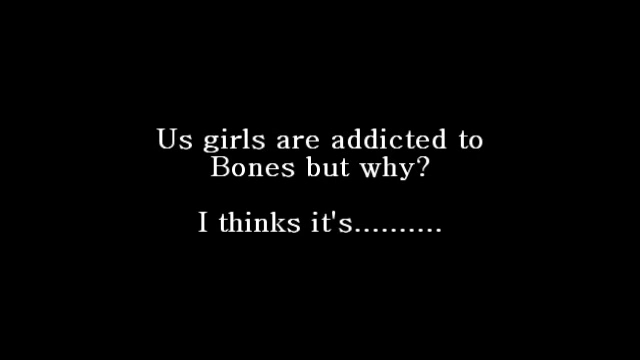 Us girls are addicted to
Bones but why?
I thinks it's..........